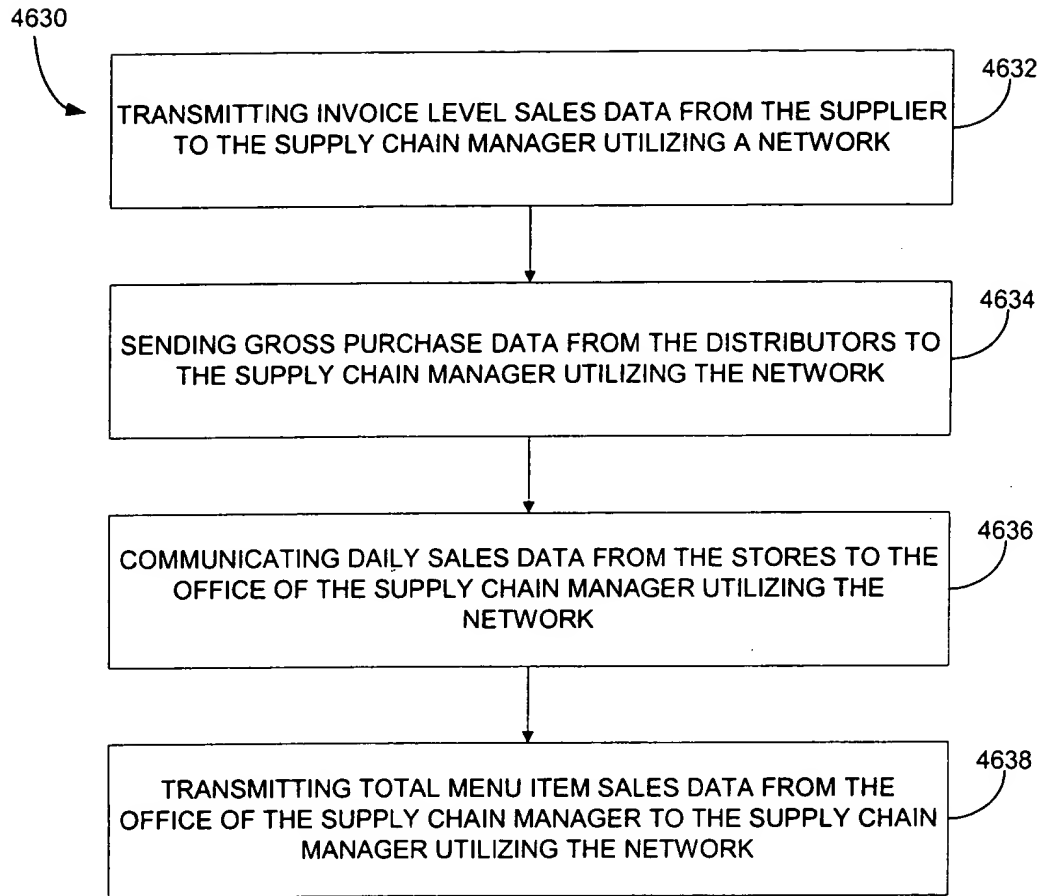 4630
4632
TRANSMITTING INVOICE LEVEL SALES DATA FROM THE SUPPLIER
TO THE SUPPLY CHAIN MANAGER UTILIZING A NETWORK
4634
SENDING GROSS PURCHASE DATA FROM THE DISTRIBUTORS TO
THE SUPPLY CHAIN MANAGER UTILIZING THE NETWORK
4636
COMMUNICATING DAILY SALES DATA FROM THE STORES TO THE
OFFICE OF THE SUPPLY CHAIN MANAGER UTILIZING THE
NETWORK
4638
TRANSMITTING TOTAL MENU ITEM SALES DATA FROM THE
OFFICE OF THE SUPPLY CHAIN MANAGER TO THE SUPPLY CHAIN
MANAGER UTILIZING THE NETWORK